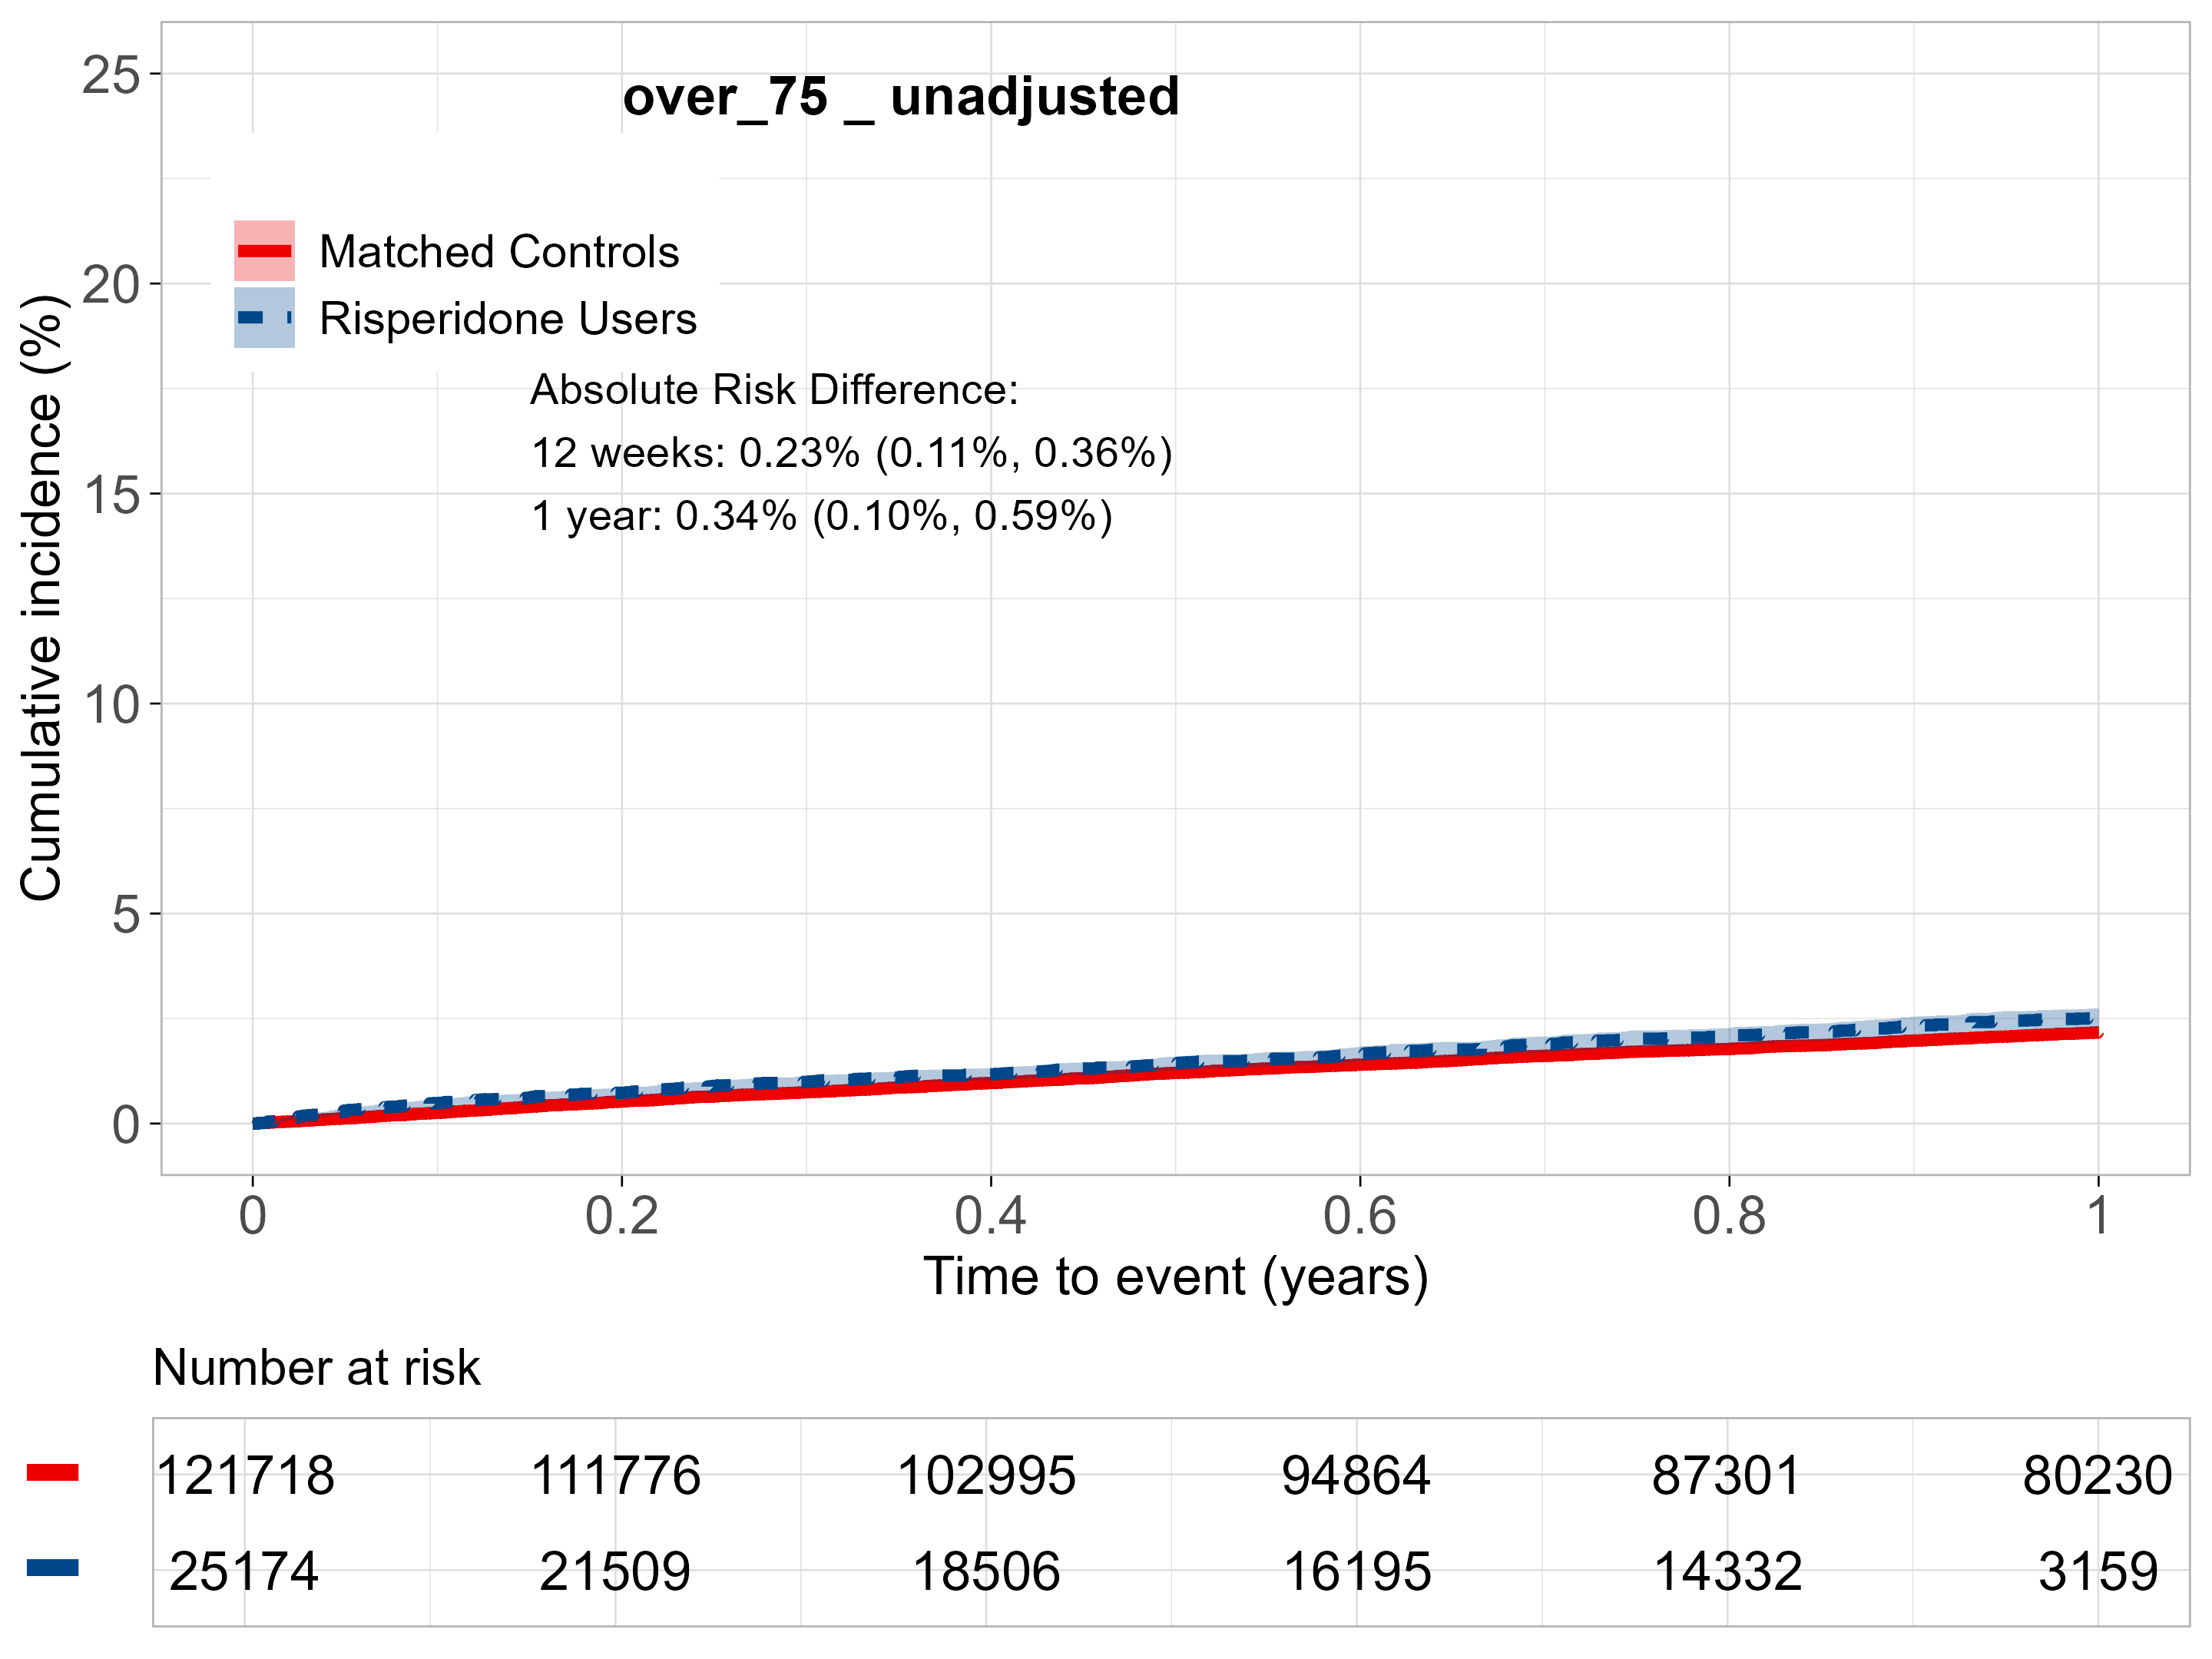 over_75 _ unadjusted
Matched Controls
Risperidone Users
Absolute Risk Difference:
12 weeks: 0.23% (0.11%, 0.36%)
1 year: 0.34% (0.10%, 0.59%)
Cumulative incidence (%)
25
20
15
10
5
0
0 0.2 0.4 0.6 0.8 1
Time to event (years)
Number at risk
121718 111776 102995 94864 87301 80230
25174 21509 18506 16195 14332 3159